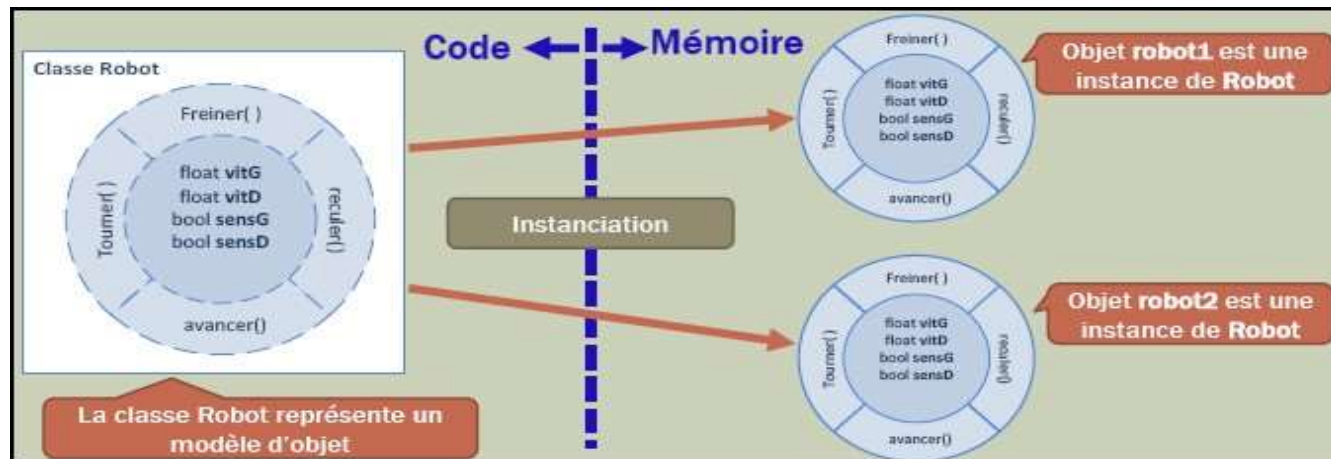 Code
Mémoire
Classe Robot
Freiner( )
Tourner( )
float vitG
float vitD
bool sensG
bool sensD
reculer()
avancer()
La classe Robot représente un
modèle d'objet
Instanciation
Freiner( )
Tourner( )
float vitG
float vitD
bool sensG
bool sensD
reculer()
avancer()
Objet robot1 est une
instance de Robot
Freiner( )
Tourner( )
float vitG
float vitD
bool sensG
bool sensD
reculer()
avancer()
Objet robot2 est une
instance de Robot